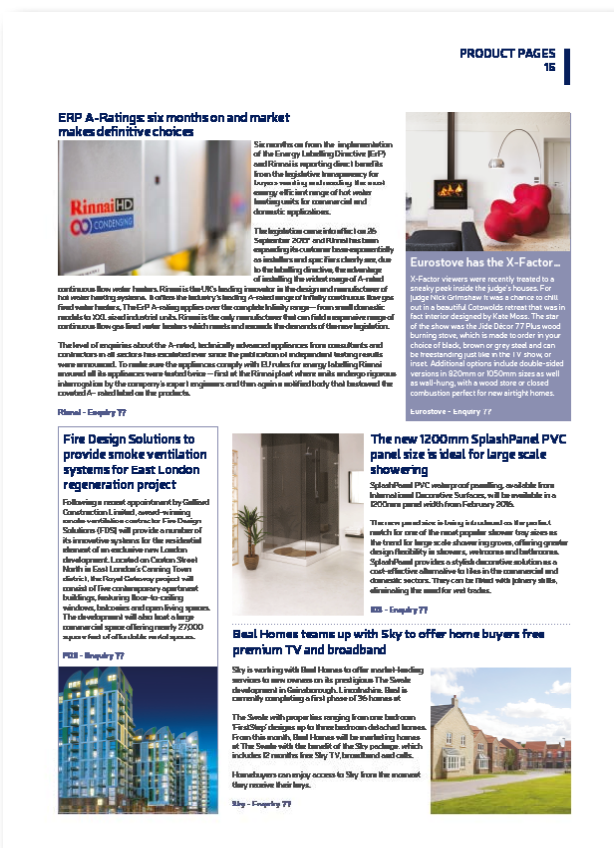 PRODUCT PAGES
16
ERP A-Ratings: six months on and market
makes definitive choices
Rinnai HD
CONDENSING
Six months on from the implementation
of the Energy Labelling Directive (ErP)
and Rinnai is reporting direct benefits
from the legislative transparency for
buyers wanting and needing the most
energy efficient range of hot water
heating units for commercial and
domestic applications.
The legislation came into effect on 26
September 2015 and Rinnai has been
expanding its customer base exponentially
as installers and specifiers clearly see, due
to the labelling directive, the advantage
of installing the widest range of A-rated
continuous flow water heaters. Rinnai is the UK's leading innovator in the design and manufacturer of
hot water heating systems. It offers the industry's leading A-rated range of Infinity continuous flow gas
fired water heaters, The ErP A-rating applies over the complete Infinity range – from small domestic
models to XXL sized industrial units. Rinnai is the only manufacturer that can field a responsive range of
continuous flow gas fired water heaters which meets and exceeds the demands of the new legislation.
The level of enquiries about the A-rated, technically advanced appliances from consultants and
contractors in all sectors has escalated ever since the publication of independent testing results
were announced. To make sure the appliances comply with EU rules for energy labelling Rinnai
ensured all its appliances were tested twice – first at the Rinnai plant where units undergo rigorous
interrogation by the company's expert engineers and then again a notified body that bestowed the
coveted A– rated label on the products.
Rinnai - Enquiry 77
Eurostove has the X-Factor...
X-Factor viewers were recently treated to a
sneaky peek inside the judge's houses. For
judge Nick Grimshaw it was a chance to chill
out in a beautiful Cotswolds retreat that was in
fact interior designed by Kate Moss. The star
of the show was the Jide Décor 77 Plus wood
burning stove, which is made to order in your
choice of black, brown or grey steel and can
be freestanding just like in the TV show, or
inset. Additional options include double-sided
versions in 820mm or 1050mm sizes as well
as wall-hung, with a wood store or closed
combustion perfect for new airtight homes.
Eurostove - Enquiry 77
Fire Design Solutions to
provide smoke ventilation
systems for East London
regeneration project
Following a recent appointment by Galliard
Construction Limited, award-winning
smoke ventilation contractor Fire Design
Solutions (FDS) will provide a number of
its innovative systems for the residential
element of an exclusive new London
development. Located on Caxton Street
North in East London's Canning Town
district, the Royal Gateway project will
consist of five contemporary apartment
buildings, featuring floor-to-ceiling
windows, balconies and open living spaces.
The development will also host a large
commercial space offering nearly 27,000
square feet of affordable rental spaces.
FDS - Enquiry 77
The new 1200mm SplashPanel PVC
panel size is ideal for large scale
showering
SplashPanel PVC waterproof panelling, available from
International Decorative Surfaces, will be available in a
1200mm panel width from February 2016.
The new panel size is being introduced as the perfect
match for one of the most popular shower tray sizes as
the trend for large scale showering grows, offering greater
design flexibility in showers, wetrooms and bathrooms.
SplashPanel provides a stylish decorative solution as a
cost-effective alternative to tiles in the commercial and
domestic sectors. They can be fitted with joinery skills,
eliminating the need for wet trades.
IDS - Enquiry 77
Beal Homes teams up with Sky to offer home buyers free
premium TV and broadband
Sky is working with Beal Homes to offer market-leading
services to new owners on its prestigious The Swale
development in Gainsborough, Lincolnshire. Beal is
currently completing a first phase of 36 homes at
The Swale with properties ranging from one bedroom
'FirstStep' designs up to three bedroom detached homes.
From this month, Beal Homes will be marketing homes
at The Swale with the benefit of the Sky package, which
includes 12 months free Sky TV, broadband and calls.
Homebuyers can enjoy access to Sky from the moment
they receive their keys.
Sky - Enquiry 77